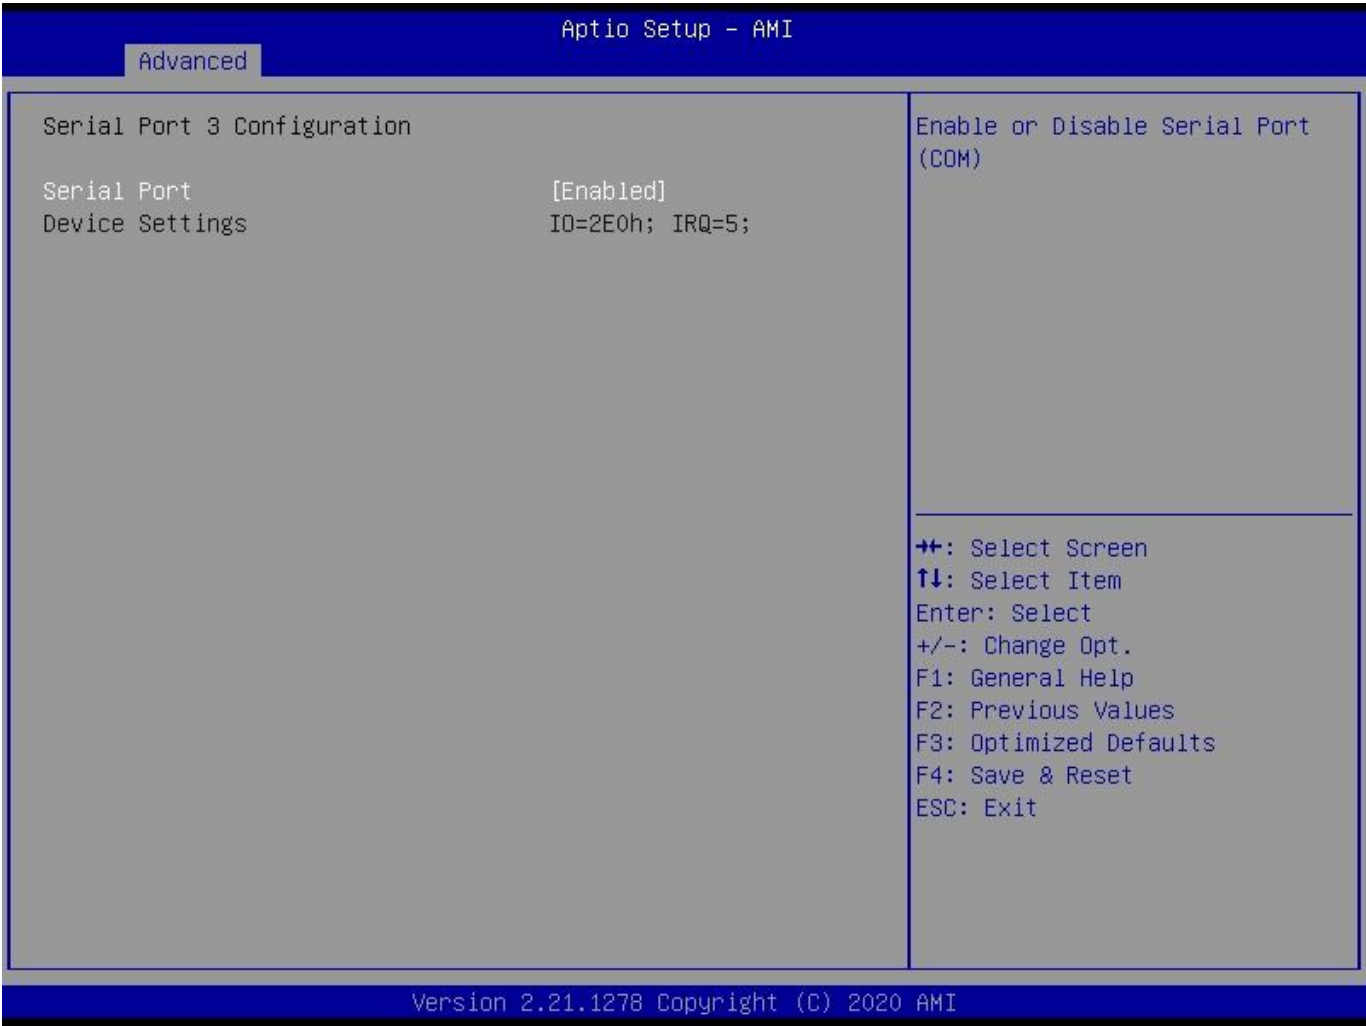 Aptio Setup – AMI
Advanced
Serial Port 3 Configuration
Serial Port [Enabled]
Device Settings IO=2E0h; IRQ=5;
Enable or Disable Serial Port
(COM)
→←: Select Screen
↑↓: Select Item
Enter: Select
+/-: Change Opt.
F1: General Help
F2: Previous Values
F3: Optimized Defaults
F4: Save & Reset
ESC: Exit
Version 2.21.1278 Copyright (C) 2020 AMI